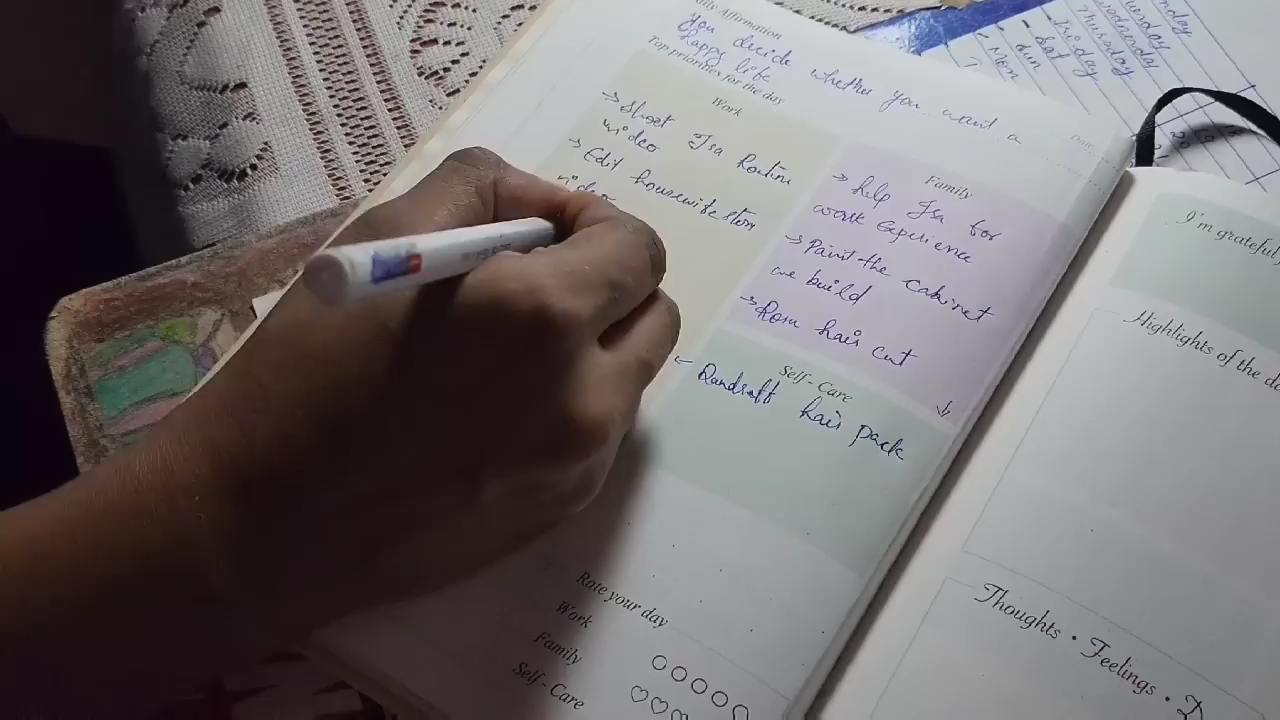 Daily Affirmation
You decide whether you want a
happy life
Top priorities for the day
Work
→ Shoot Isa Routine
video
→ Edit housewife story
video
Family
→ help Isa for
work Experience
→ Paint the cabinet
we build
→ Rosu hair cut
Self - Care
← Dandruff hair pack
Rate your day
Work
Family
Self - Care
Date
I'm grateful
Highlights of the da
Thoughts • Feelings •
Tuesday
Thursday
- Friday
- Sat
- Sun
Mon